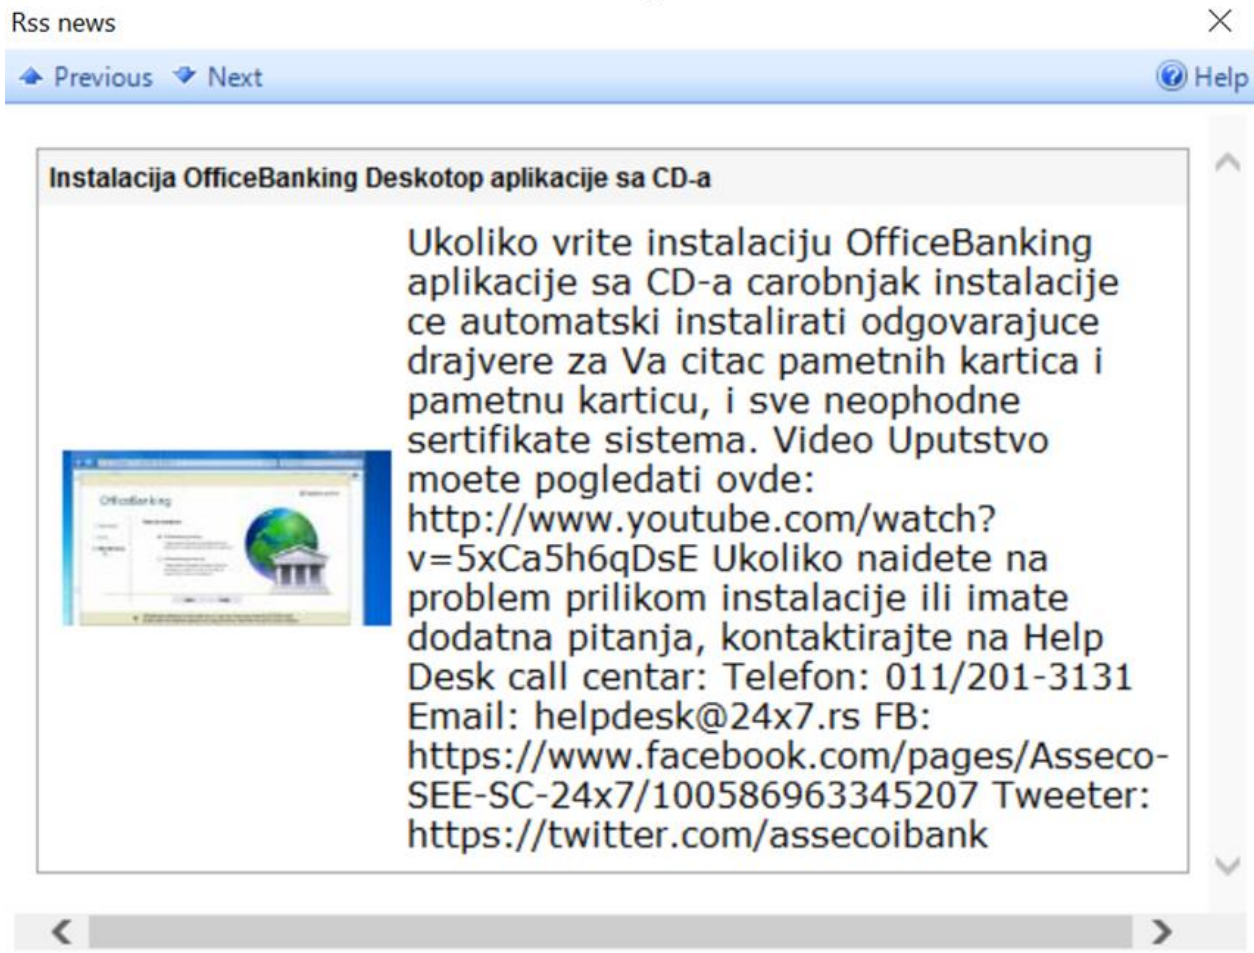 Rss news
Previous Next Help
Instalacija OfficeBanking Deskotop aplikacije sa CD-a
Ukoliko vrite instalaciju OfficeBanking
aplikacije sa CD-a carobnjak instalacije
ce automatski instalirati odgovarajuce
drajvere za Va citac pametnih kartica i
pametnu karticu, i sve neophodne
sertifikate sistema. Video Uputstvo
moete pogledati ovde:
http://www.youtube.com/watch?
v=5xCa5h6qDsE Ukoliko naidete na
problem prilikom instalacije ili imate
dodatna pitanja, kontaktirajte na Help
Desk call centar: Telefon: 011/201-3131
Email: helpdesk@24x7.rs FB:
https://www.facebook.com/pages/Asseco-
SEE-SC-24x7/100586963345207 Tweeter:
https://twitter.com/assecoibank
OfficeBanking